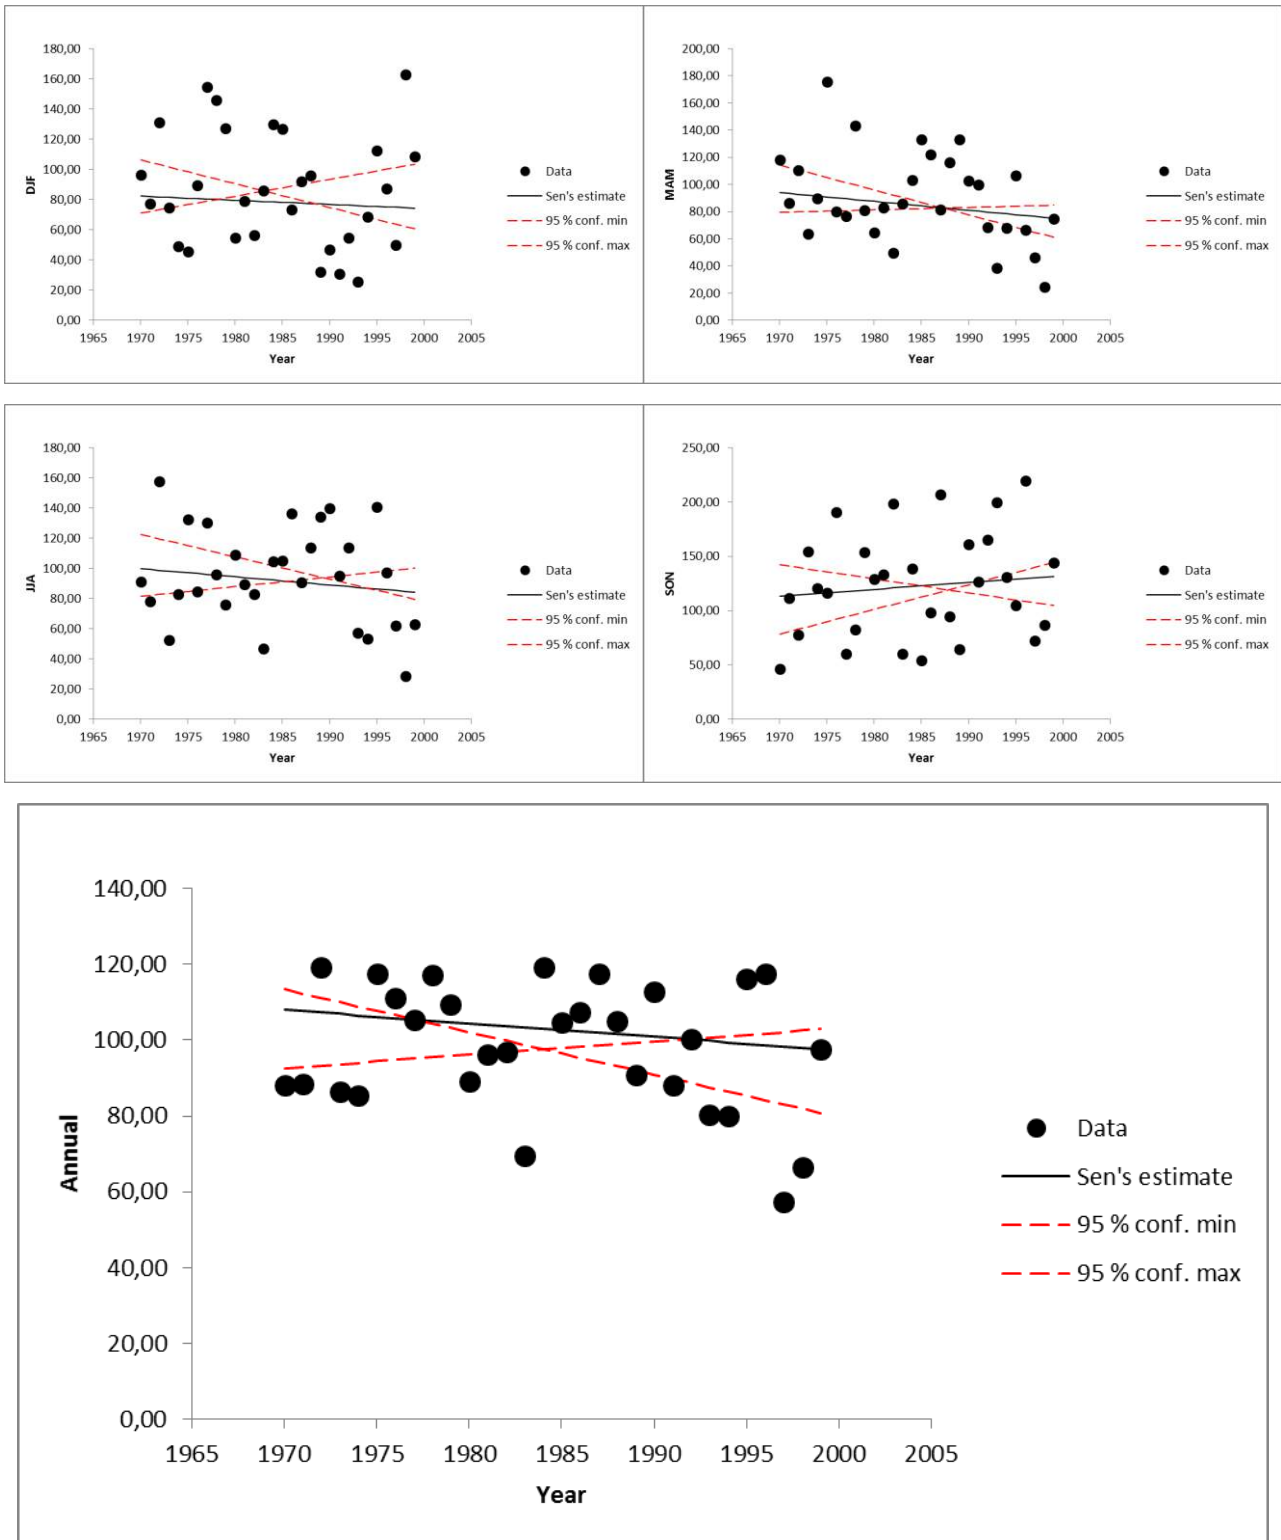 180,00
160,00
140,00
120,00
100,00
80,00
60,00
40,00
20,00
0,00
DJF
1965 1970 1975 1980 1985 1990 1995 2000 2005
Year
Data
Sen's estimate
95 % conf. min
95 % conf. max
200,00
180,00
160,00
140,00
120,00
100,00
80,00
60,00
40,00
20,00
0,00
MAM
1965 1970 1975 1980 1985 1990 1995 2000 2005
Year
Data
Sen's estimate
95 % conf. min
95 % conf. max
180,00
160,00
140,00
120,00
100,00
80,00
60,00
40,00
20,00
0,00
JJA
1965 1970 1975 1980 1985 1990 1995 2000 2005
Year
Data
Sen's estimate
95 % conf. min
95 % conf. max
250,00
200,00
150,00
100,00
50,00
0,00
SON
1965 1970 1975 1980 1985 1990 1995 2000 2005
Year
Data
Sen's estimate
95 % conf. min
95 % conf. max
140,00
120,00
100,00
80,00
60,00
40,00
20,00
0,00
Annual
1965 1970 1975 1980 1985 1990 1995 2000 2005
Year
Data
Sen's estimate
95 % conf. min
95 % conf. max